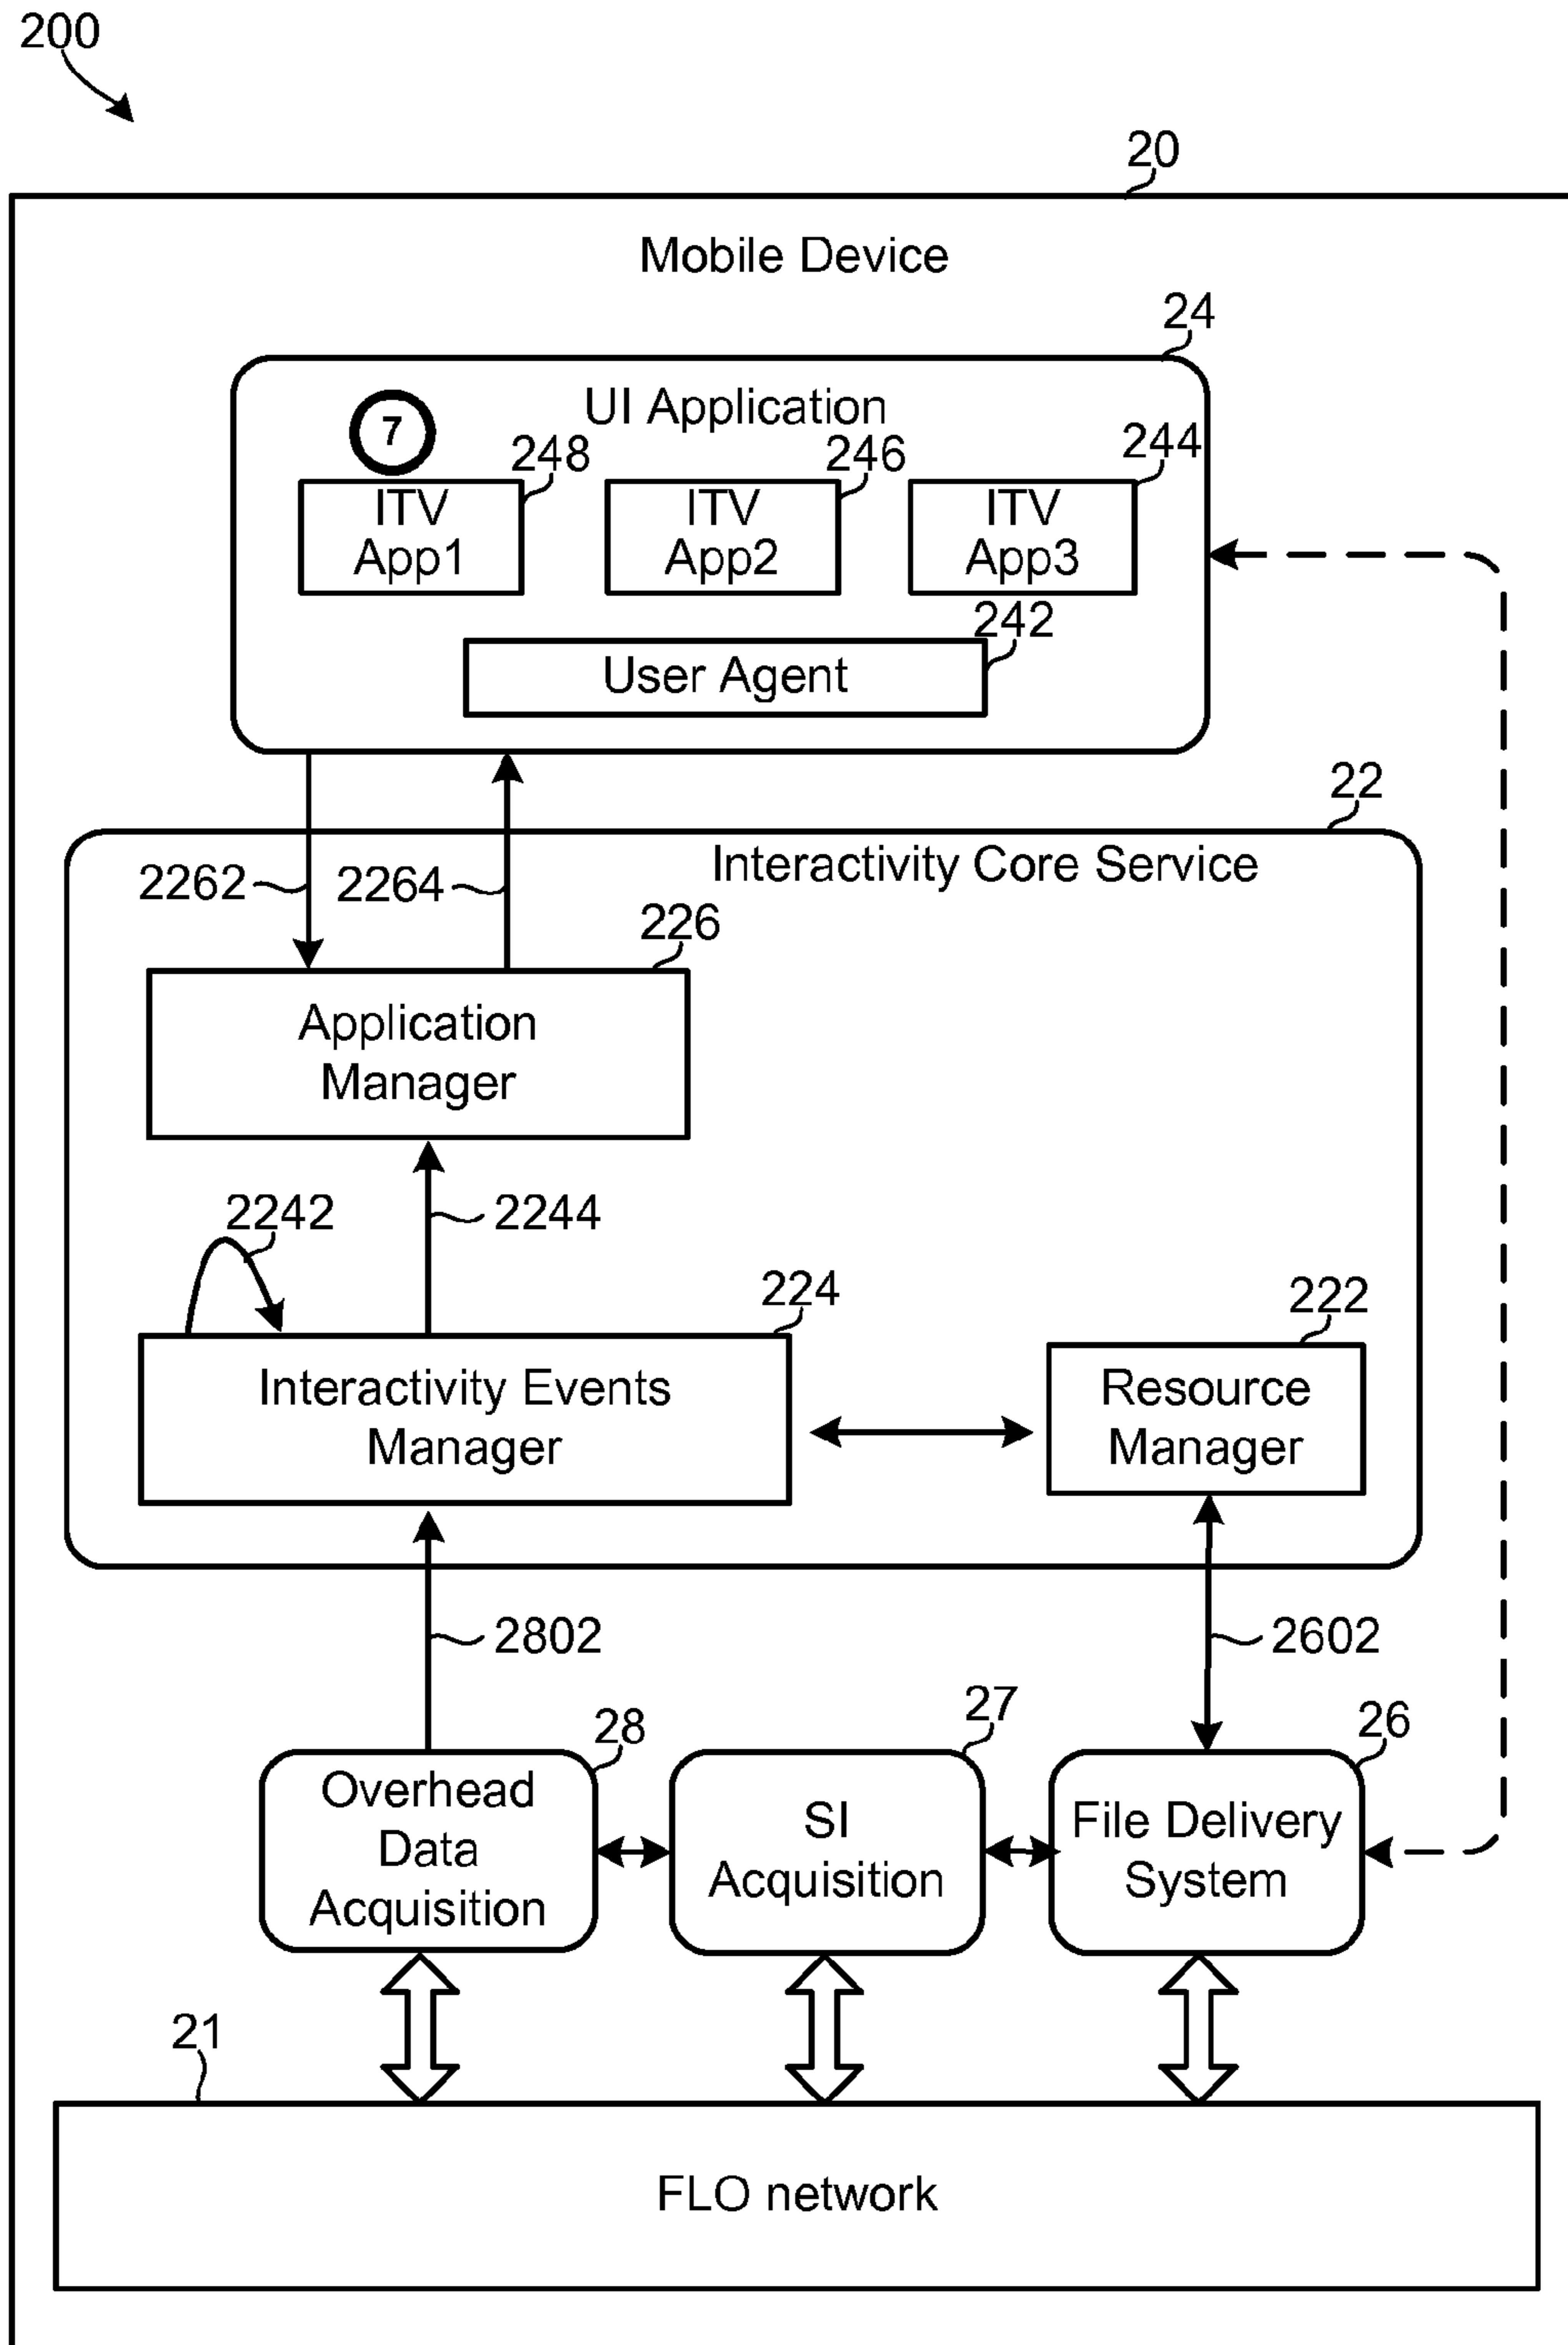 200
20
Mobile Device
24
UI Application
7
248
246
244
ITV
App1
ITV
App2
ITV
App3
242
User Agent
22
Interactivity Core Service
2262
2264
226
Application
Manager
2242
2244
224
222
Interactivity Events
Manager
Resource
Manager
2802
2602
28
27
26
Overhead
Data
Acquisition
SI
Acquisition
File Delivery
System
21
FLO network